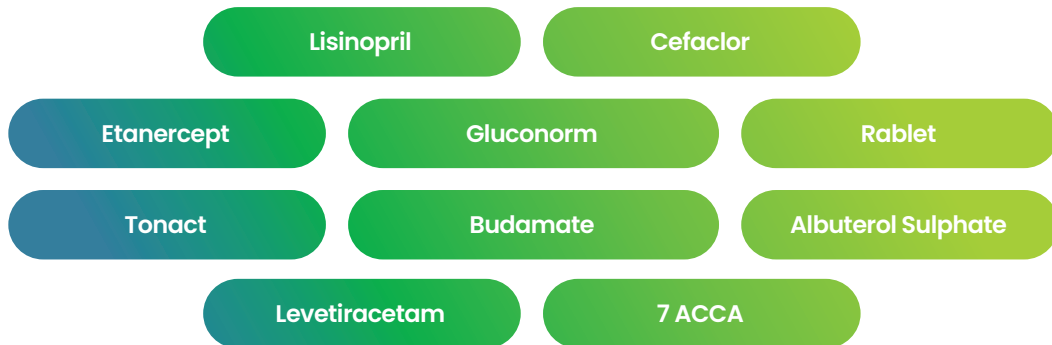 Lisinopril
Cefaclor
Etanercept
Gluconorm
Rablet
Tonact
Budamate
Albuterol Sulphate
Levetiracetam
7 ACCA